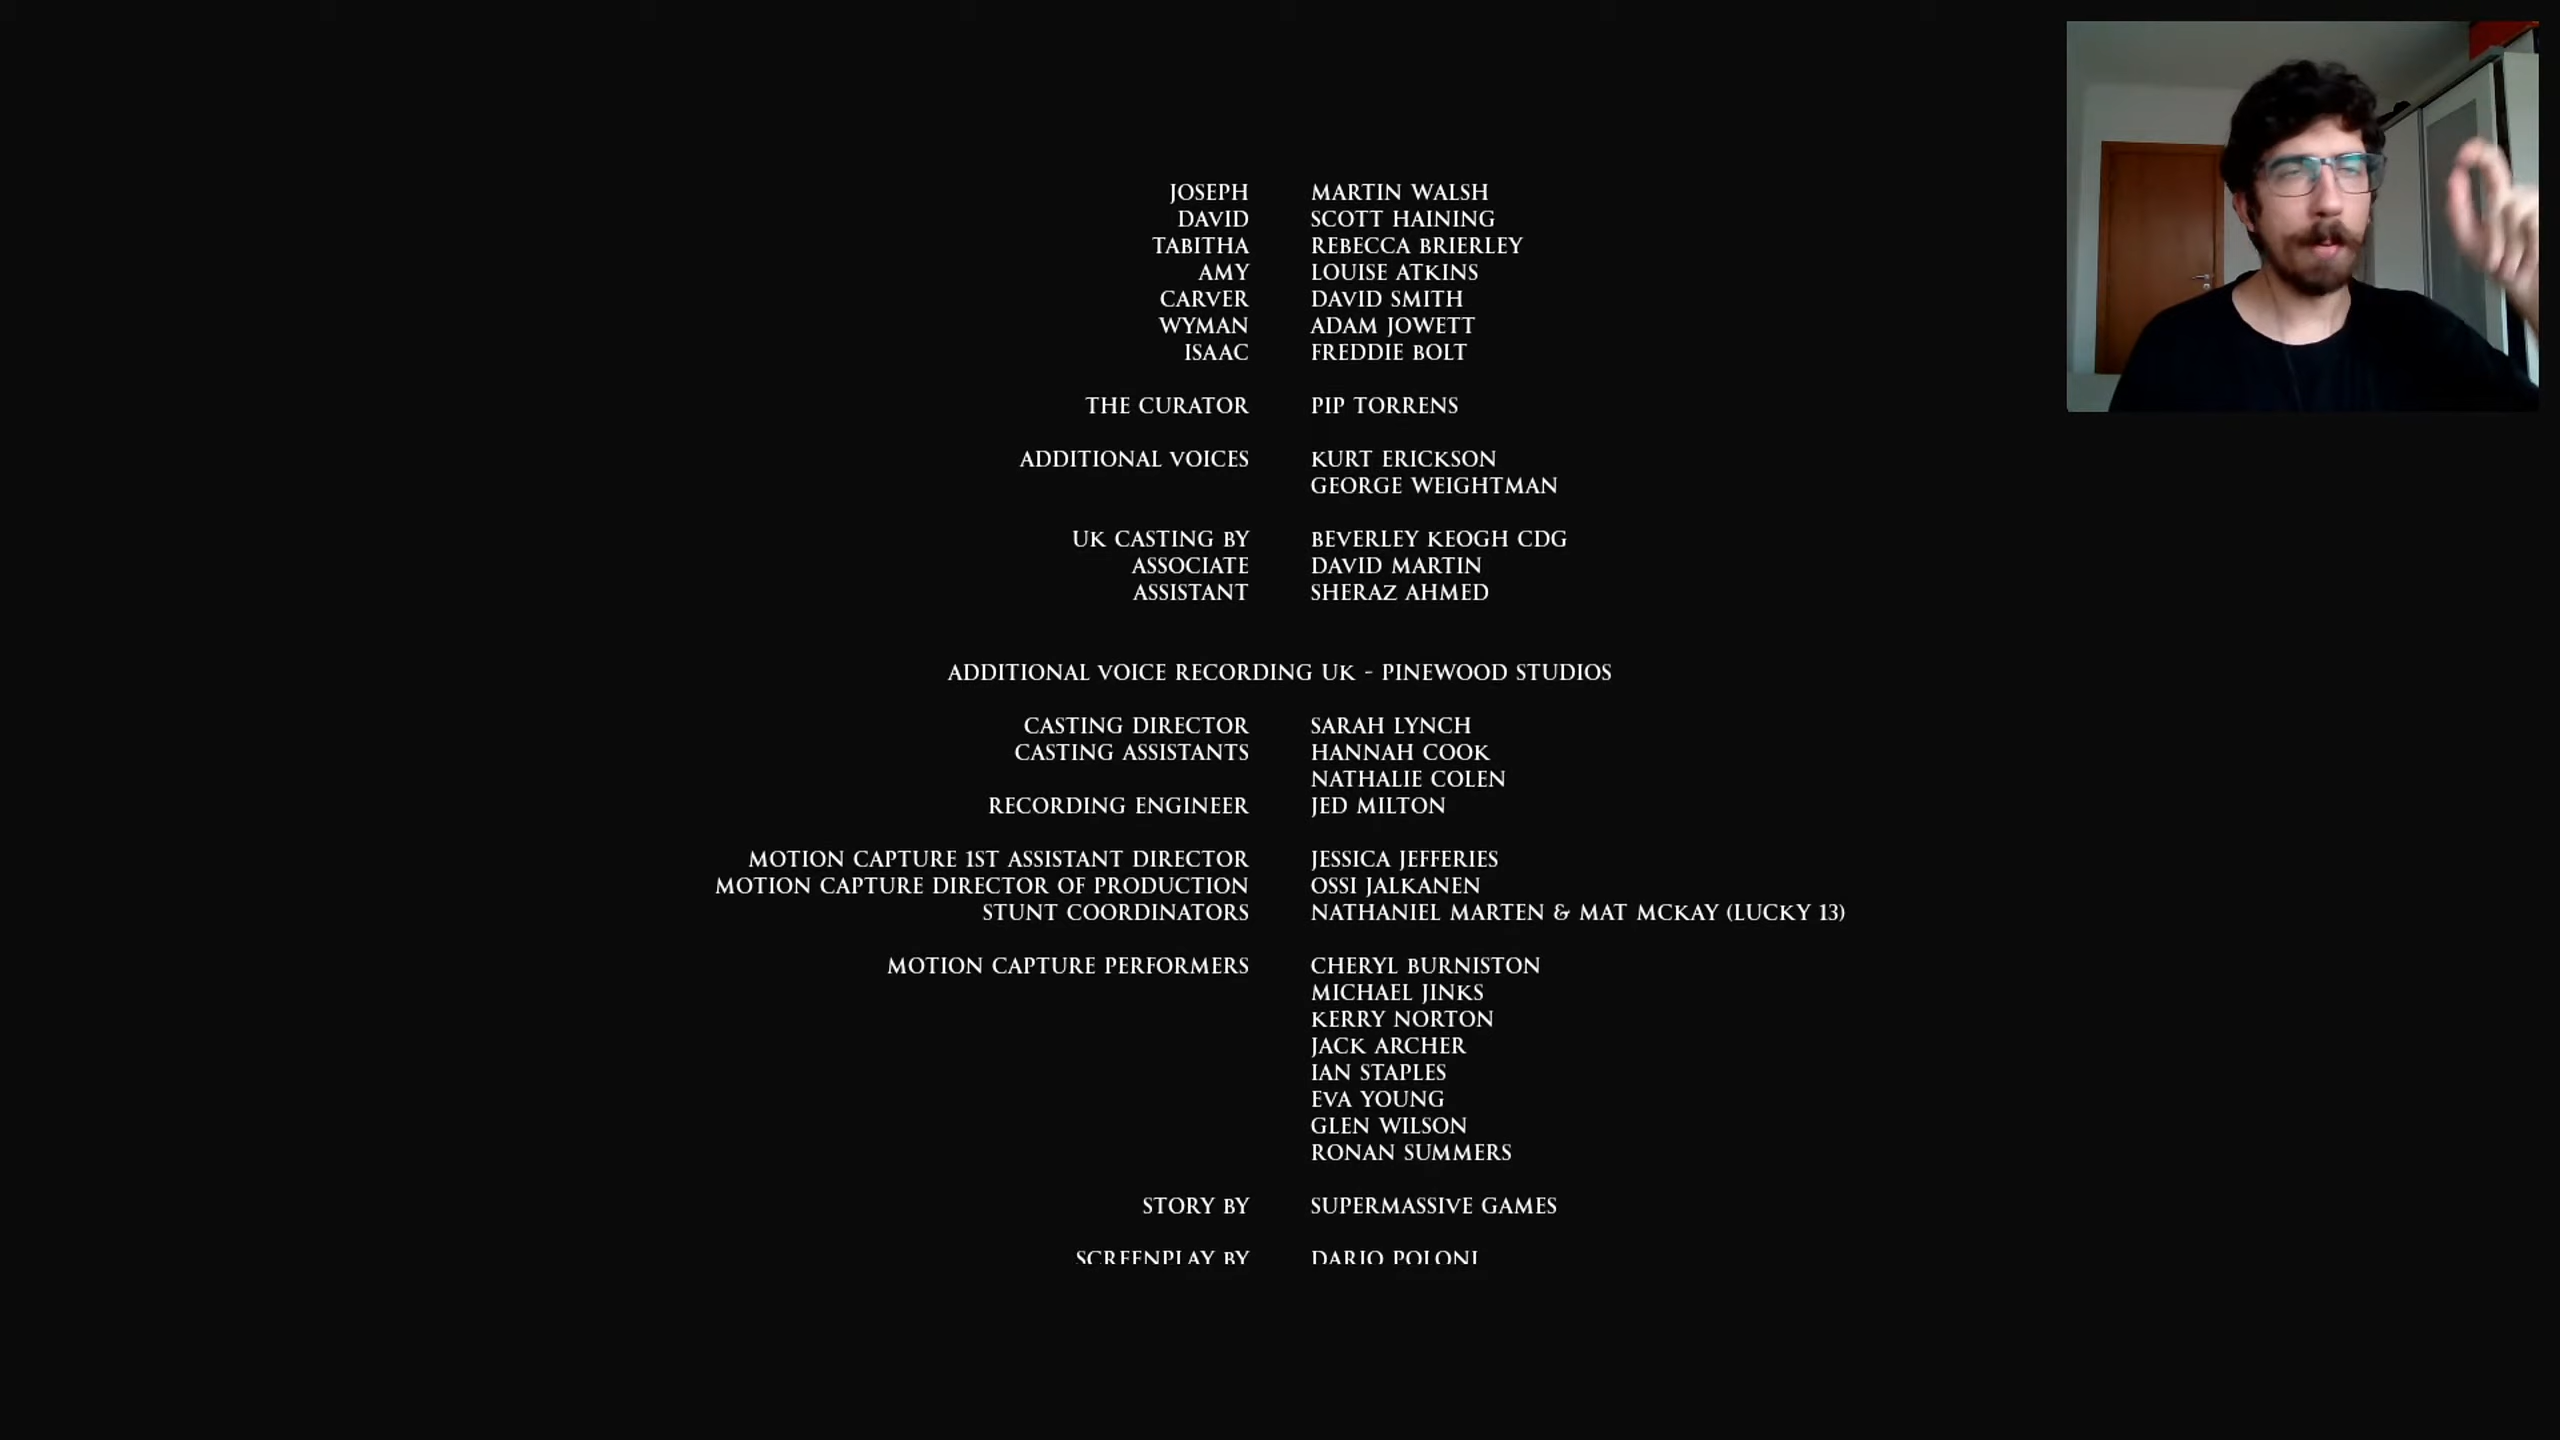 JOSEPH MARTIN WALSH
DAVID SCOTT HAINING
TABITHA REBECCA BRIERLEY
AMY LOUISE ATKINS
CARVER DAVID SMITH
WYMAN ADAM JOWETT
ISAAC FREDDIE BOLT
THE CURATOR PIP TORRENS
ADDITIONAL VOICES KURT ERICKSON
GEORGE WEIGHTMAN
UK CASTING BY BEVERLEY KEOGH CDG
ASSOCIATE DAVID MARTIN
ASSISTANT SHERAZ AHMED
ADDITIONAL VOICE RECORDING UK - PINEWOOD STUDIOS
CASTING DIRECTOR SARAH LYNCH
CASTING ASSISTANTS HANNAH COOK
NATHALIE COLEN
RECORDING ENGINEER JED MILTON
MOTION CAPTURE 1ST ASSISTANT DIRECTOR JESSICA JEFFERIES
MOTION CAPTURE DIRECTOR OF PRODUCTION OSSI JALKANEN
STUNT COORDINATORS NATHANIEL MARTEN & MAT MCKAY (LUCKY 13)
MOTION CAPTURE PERFORMERS CHERYL BURNISTON
MICHAEL JINKS
KERRY NORTON
JACK ARCHER
IAN STAPLES
EVA YOUNG
GLEN WILSON
RONAN SUMMERS
STORY BY SUPERMASSIVE GAMES
SCREENPLAY BY DARIO POLONI